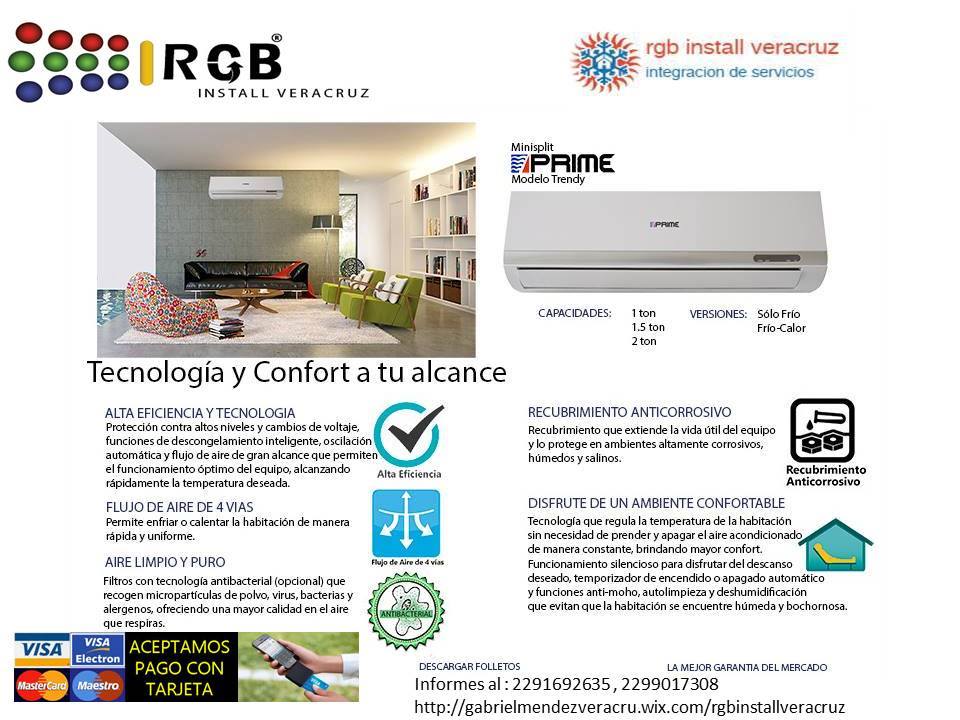 RGB®
INSTALL VERACRUZ
rgb install veracruz
integracion de servicios
Minisplit
PRIME
Modelo Trendy
PRIME
CAPACIDADES:
1 ton
1.5 ton
2 ton
VERSIONES:
Sólo Frío
Frío-Calor
Tecnología y Confort a tu alcance
ALTA EFICIENCIA Y TECNOLOGIA
Protección contra altos niveles y cambios de voltaje,
funciones de descongelamiento inteligente, oscilación
automática y flujo de aire de gran alcance que permiten
el funcionamiento óptimo del equipo, alcanzando
rápidamente la temperatura deseada.
Alta Eficiencia
FLUJO DE AIRE DE 4 VIAS
Permite enfriar o calentar la habitación de manera
rápida y uniforme.
Flujo de Aire de 4 vías
AIRE LIMPIO Y PURO
Filtros con tecnología antibacterial (opcional) que
recogen micropartículas de polvo, virus, bacterias y
alergenos, ofreciendo una mayor calidad en el aire
que respiras.
ANTIBACTERIAL
RECUBRIMIENTO ANTICORROSIVO
Recubrimiento que extiende la vida útil del equipo
y lo protege en ambientes altamente corrosivos,
húmedos y salinos.
Recubrimiento
Anticorrosivo
DISFRUTE DE UN AMBIENTE CONFORTABLE
Tecnología que regula la temperatura de la habitación
sin necesidad de prender y apagar el aire acondicionado
de manera constante, brindando mayor confort.
Funcionamiento silencioso para disfrutar del descanso
deseado, temporizador de encendido o apagado automático
y funciones anti-moho, autolimpieza y deshumidificación
que evitan que la habitación se encuentre húmeda y bochornosa.
VISA
VISA
Electron
MasterCard
Maestro
ACEPTAMOS
PAGO CON
TARJETA
DESCARGAR FOLLETOS
LA MEJOR GARANTIA DEL MERCADO
Informes al : 2291692635 , 2299017308
http://gabrielmendezveracru.wix.com/rgbinstallveracruz